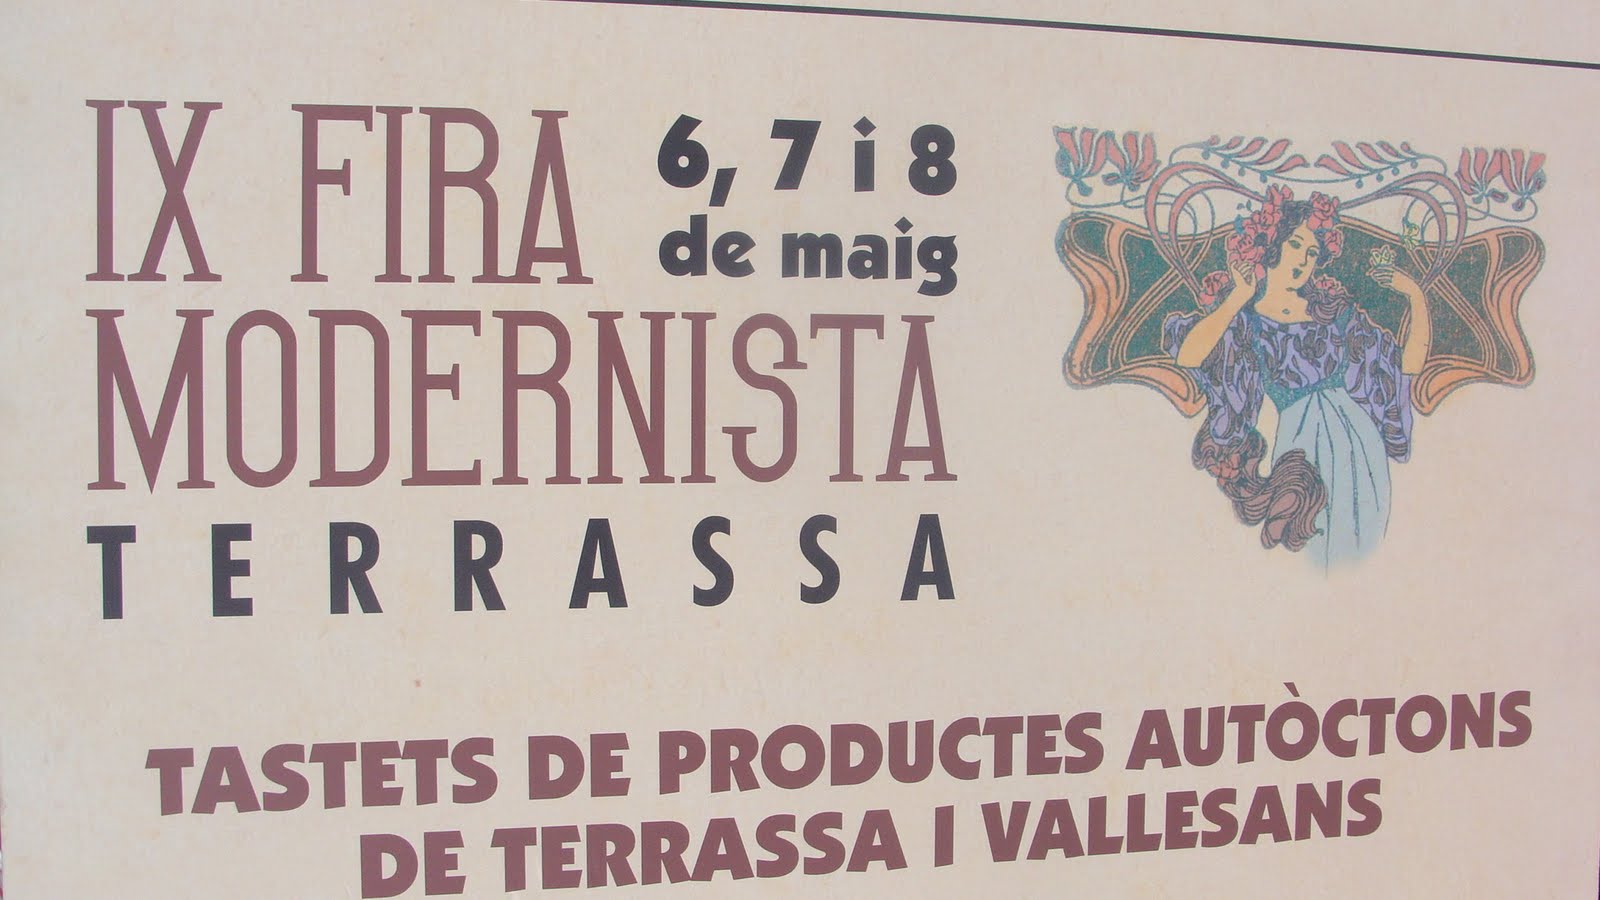 IX FIRA
6, 7 i 8
de maig
MODERNISTA
TERRASSA
TASTETS DE PRODUCTES AUTÒCTONS
DE TERRASSA I VALLESANS